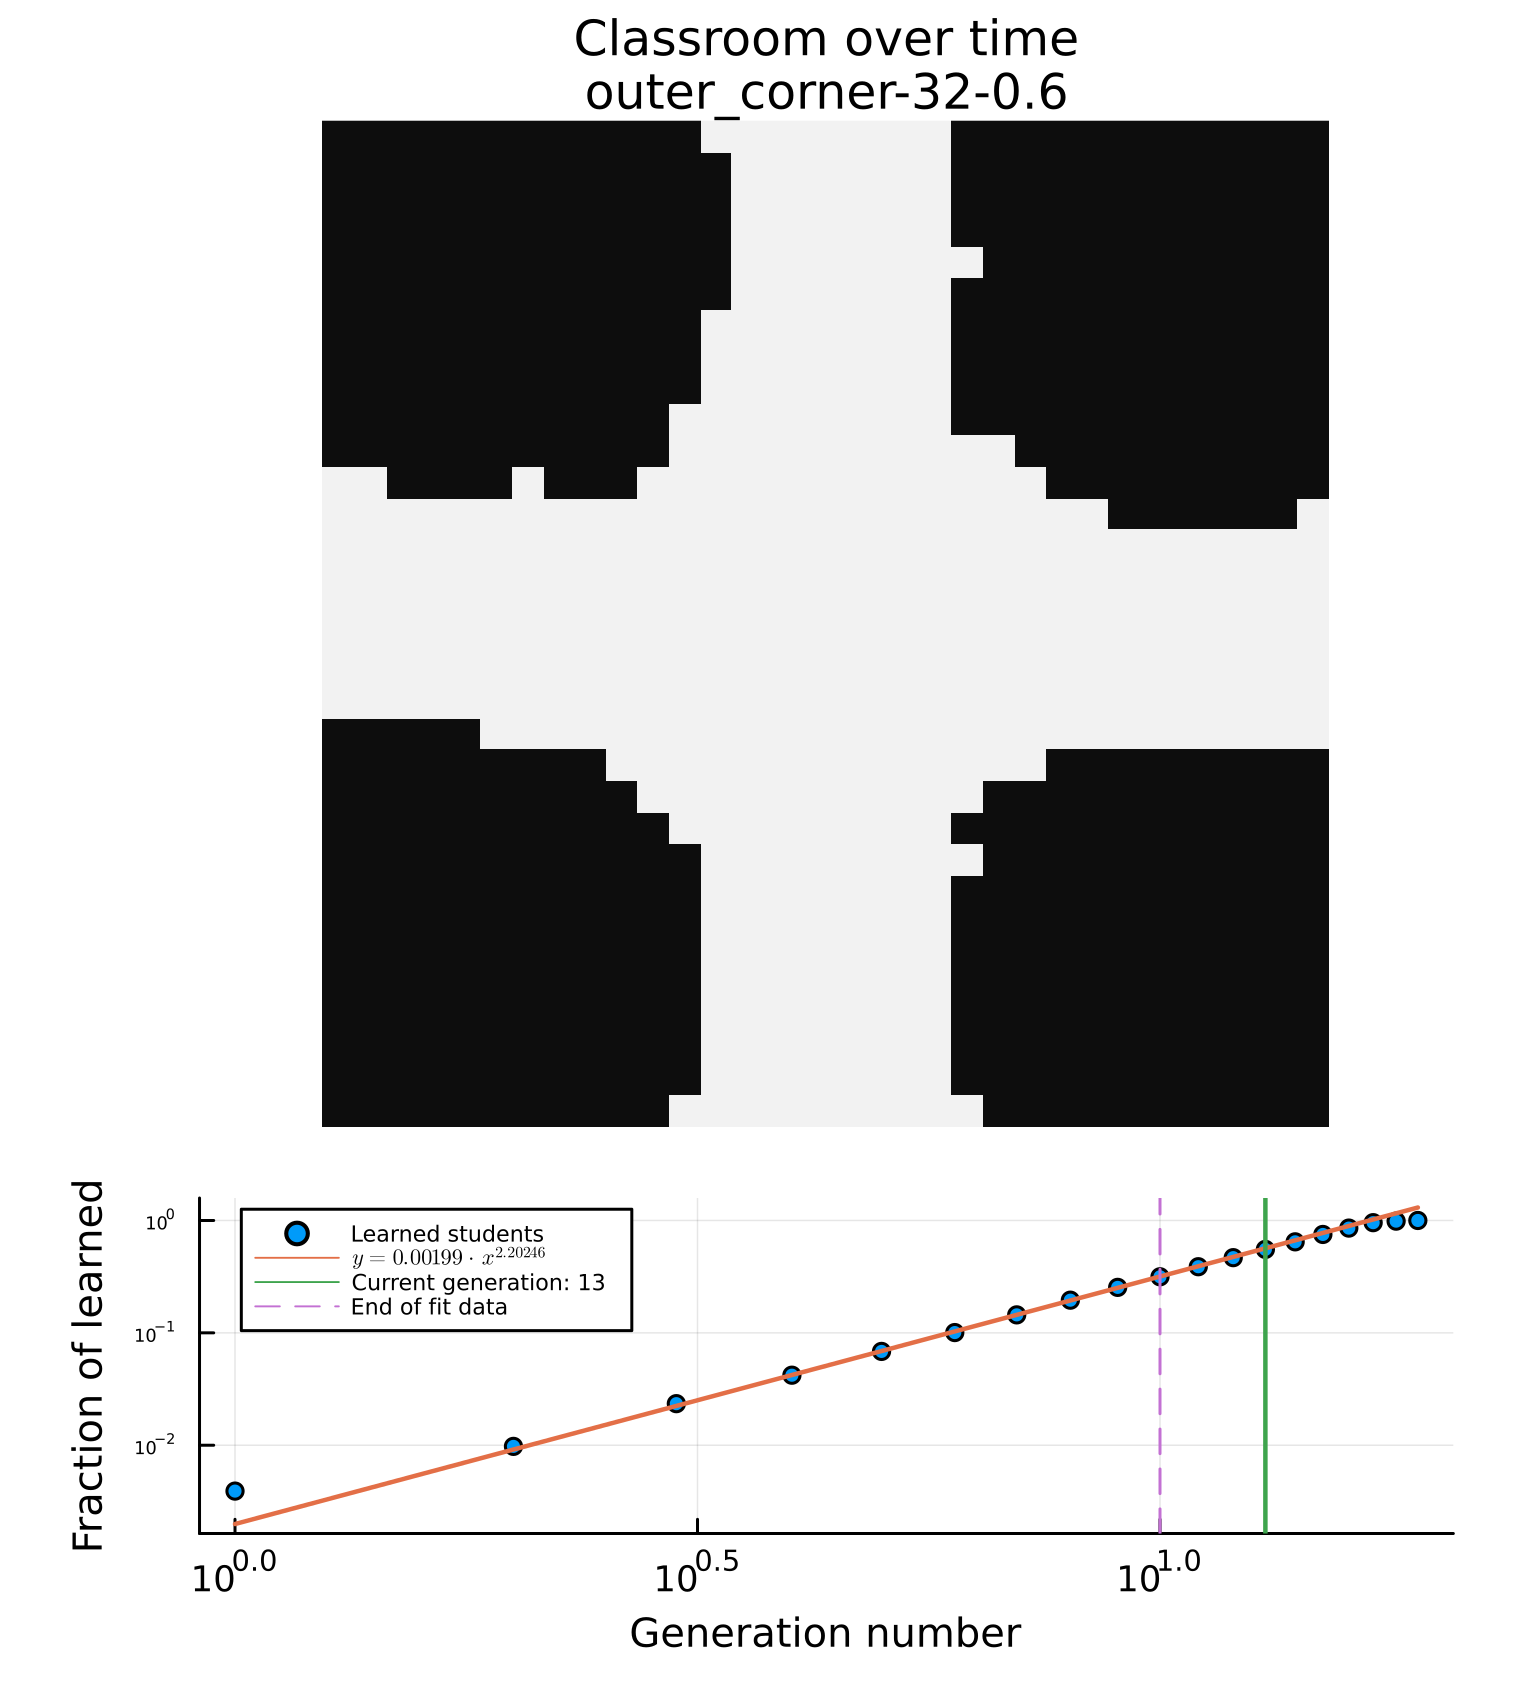 Classroom over time
outer_corner-32-0.6
Fraction of learned
10⁰
10⁻¹
10⁻²
Learned students
y = 0.00199 · x^{2.20246}
Current generation: 13
End of fit data
10^{0.0} 10^{0.5} 10^{1.0}
Generation number